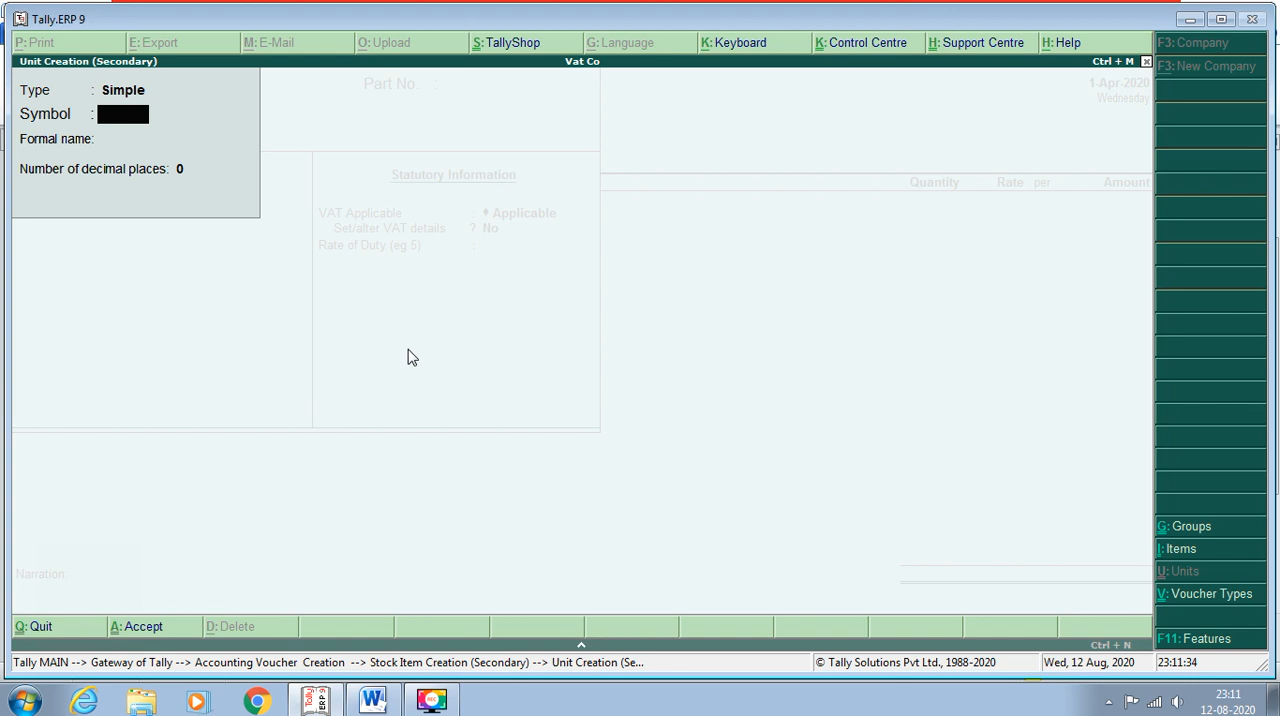 Tally.ERP 9
P: Print E: Export M: E-Mail O: Upload S: TallyShop G: Language K: Keyboard K: Control Centre H: Support Centre H: Help F3: Company
Unit Creation (Secondary) Vat Co Ctrl + M
F3: New Company
Type : Simple
Part No. :
1-Apr-2020
Wednesday
Symbol :
Formal name:
Number of decimal places: 0
Statutory Information
Quantity Rate per Amount
VAT Applicable : ♦ Applicable
Set/alter VAT details ? No
Rate of Duty (eg 5) :
G: Groups
I: Items
U: Units
V: Voucher Types
F11: Features
Narration:
Q: Quit A: Accept D: Delete
Ctrl + N
Tally MAIN --> Gateway of Tally --> Accounting Voucher Creation --> Stock Item Creation (Secondary) --> Unit Creation (Se... © Tally Solutions Pvt Ltd., 1988-2020 Wed, 12 Aug, 2020 23:11:34
23:11
12-08-2020